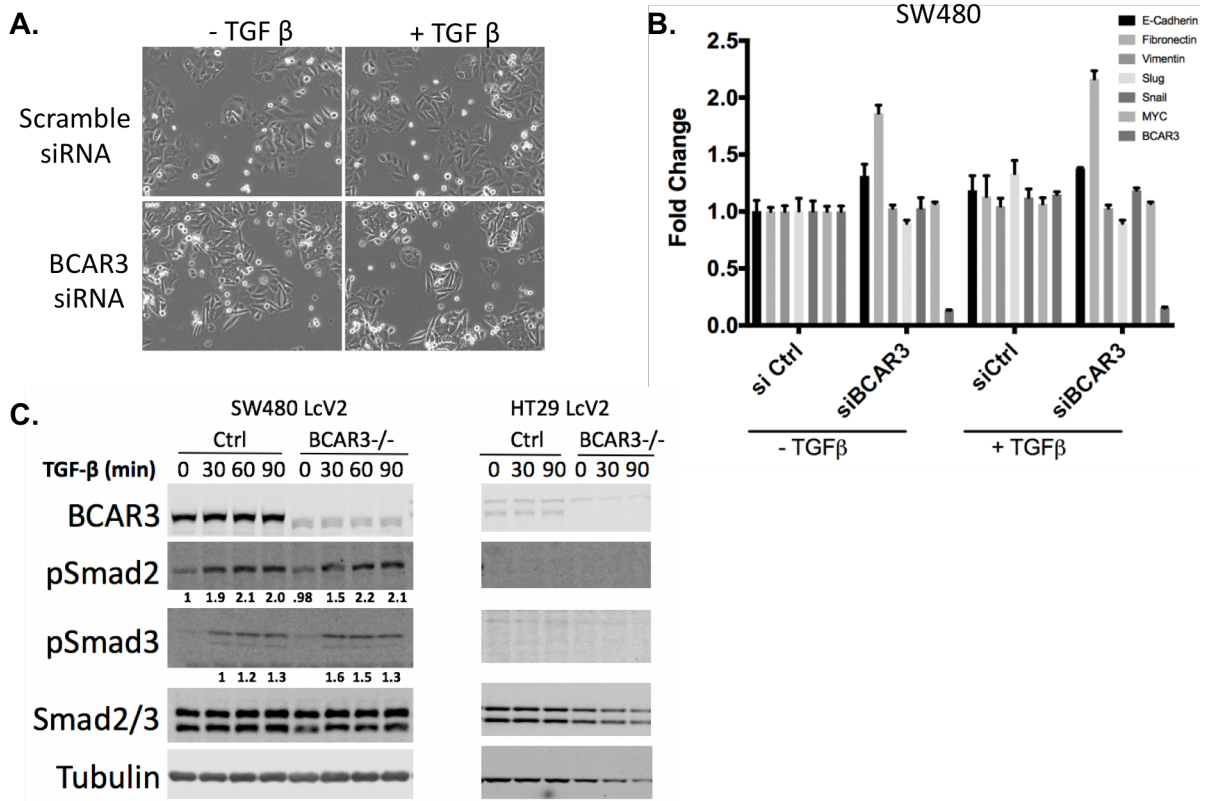 A.
- TGF β
+ TGF β
Scramble
siRNA
BCAR3
siRNA
B.
SW480
E-Cadherin
Fibronectin
Vimentin
Slug
Snail
MYC
BCAR3
Fold Change
2.5
2.0
1.5
1.0
0.5
0.0
si Ctrl
siBCAR3
siCtrl
siBCAR3
- TGFβ
+ TGFβ
C.
SW480 LcV2
HT29 LcV2
Ctrl
BCAR3-/-
Ctrl
BCAR3-/-
TGF-β (min)
0 30 60 90 0 30 60 90
0 30 90 0 30 90
BCAR3
pSmad2
1 1.9 2.1 2.0 .98 1.5 2.2 2.1
pSmad3
1 1.2 1.3 1.6 1.5 1.3
Smad2/3
Tubulin